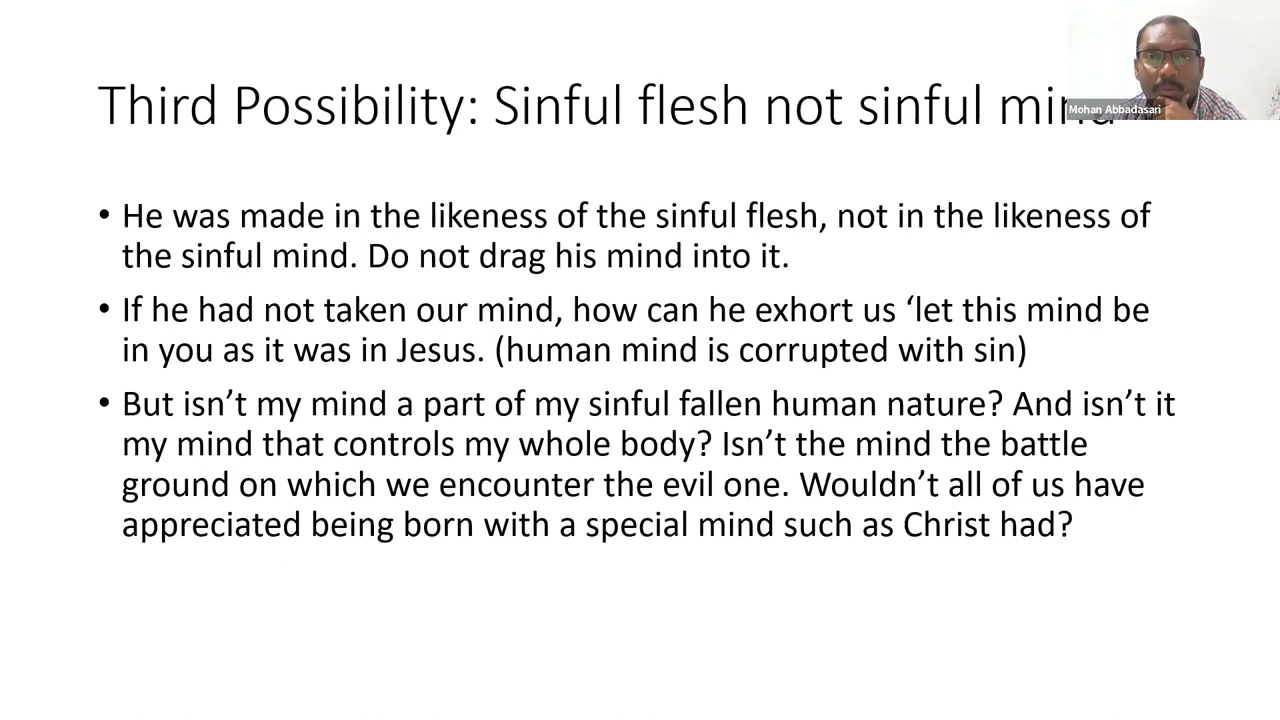 Third Possibility: Sinful flesh not sinful
Mohan Abbadasari
• He was made in the likeness of the sinful flesh, not in the likeness of
the sinful mind. Do not drag his mind into it.
• If he had not taken our mind, how can he exhort us ‘let this mind be
in you as it was in Jesus. (human mind is corrupted with sin)
• But isn’t my mind a part of my sinful fallen human nature? And isn’t it
my mind that controls my whole body? Isn’t the mind the battle
ground on which we encounter the evil one. Wouldn’t all of us have
appreciated being born with a special mind such as Christ had?